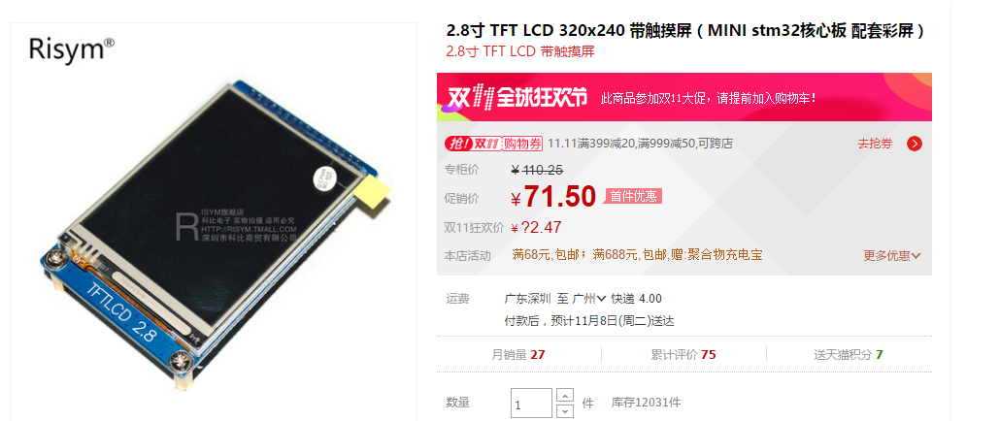 Risym®
RISYM旗舰店
科比电子 实物拍摄 盗用必究
HTTP://RISYM.TMALL.COM
深圳市科比商贸有限公司
TFTLCD 2.8
2.8寸 TFT LCD 320x240 带触摸屏（MINI stm32核心板 配套彩屏）
2.8寸 TFT LCD 带触摸屏
双11全球狂欢节 此商品参加双11大促，请提前加入购物车！
抢! 双11 购物券 11.11满399减20,满999减50,可跨店 去抢券
专柜价 ¥ 110.25
促销价 ¥ 71.50 首件优惠
双11狂欢价 ¥ ?2.47
本店活动 满68元,包邮；满688元,包邮,赠:聚合物充电宝 更多优惠
运费 广东深圳 至 广州 快递 4.00
付款后，预计11月8日(周二)送达
月销量 27 累计评价 75 送天猫积分 7
数量 1 件 库存12031件